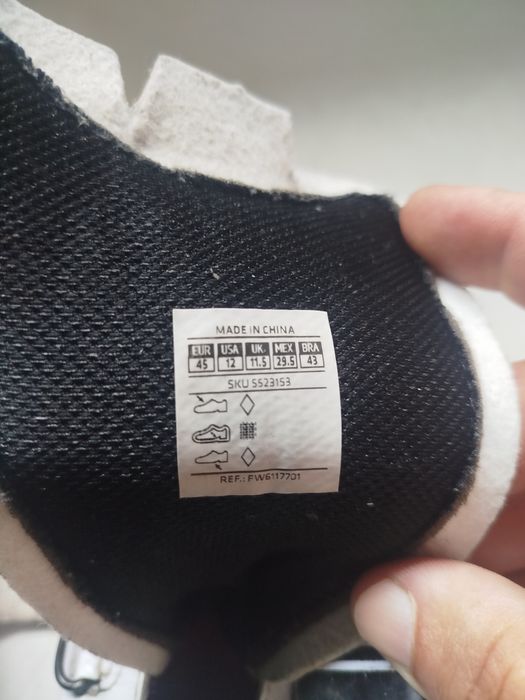 MADE IN CHINA
EUR USA UK MEX BRA
45 12 11.5 29.5 43
SKU 5523153
REF.: FW6117701